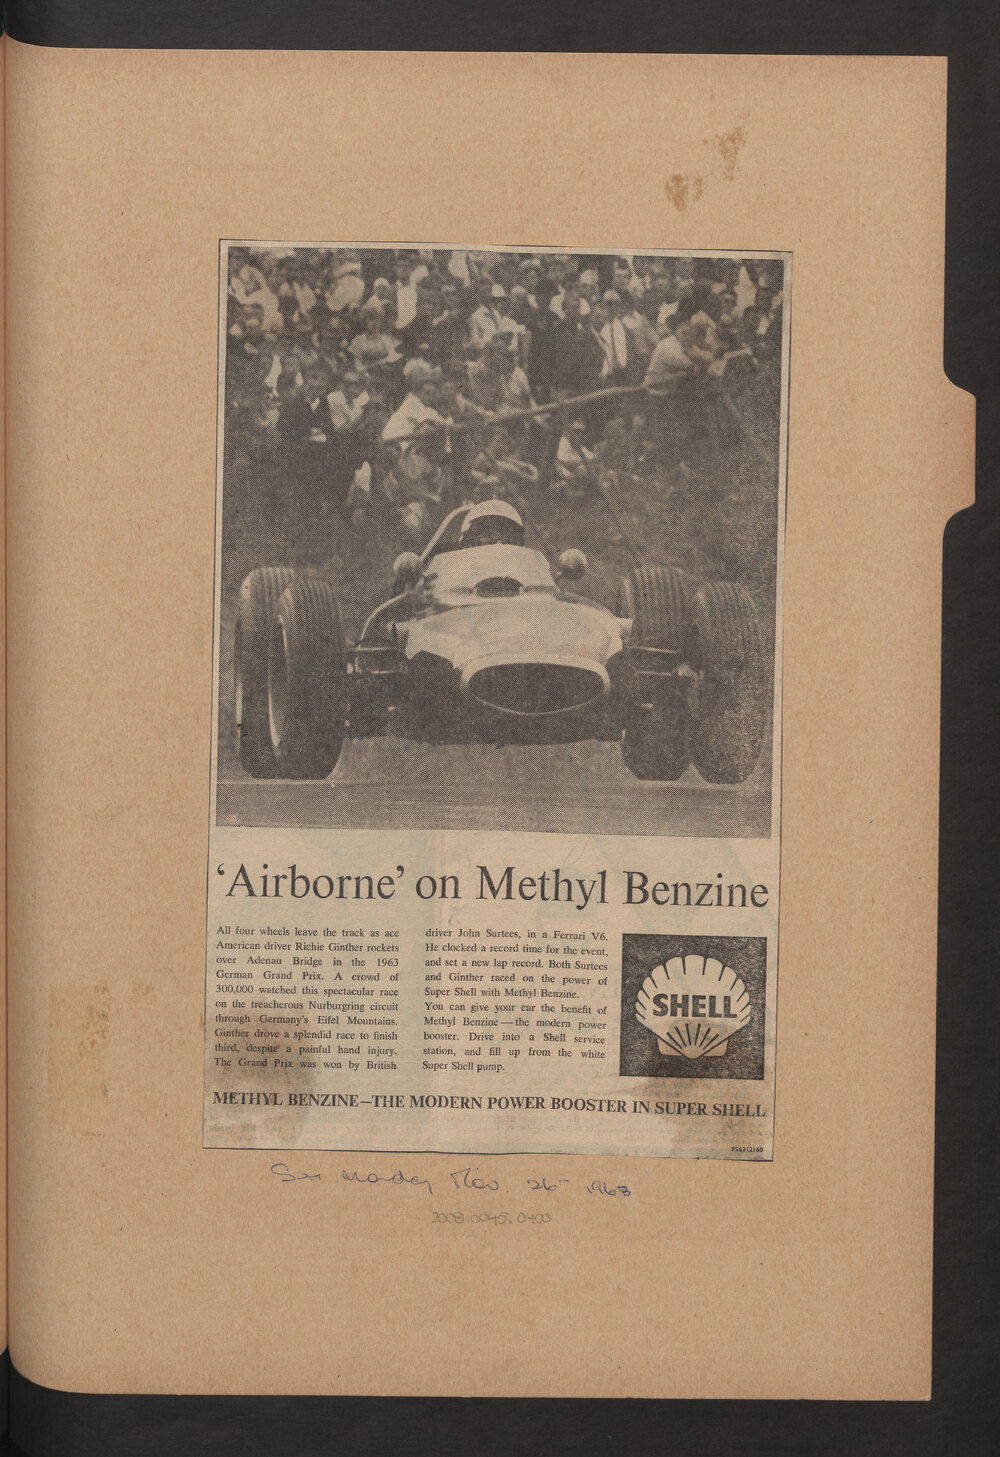 ‘Airborne’ on Methyl Benzine
All four wheels leave the track as ace
American driver Richie Ginther rockets
over Adenau Bridge in the 1963
German Grand Prix. A crowd of
300,000 watched this spectacular race
on the treacherous Nurburgring circuit
through Germany's Eifel Mountains.
Ginther drove a splendid race to finish
third, despite a painful hand injury.
The Grand Prix was won by British
driver John Surtees, in a Ferrari V6.
He clocked a record time for the event,
and set a new lap record. Both Surtees
and Ginther raced on the power of
Super Shell with Methyl Benzine.
You can give your car the benefit of
Methyl Benzine — the modern power
booster. Drive into a Shell service
station, and fill up from the white
Super Shell pump.
SHELL
METHYL BENZINE—THE MODERN POWER BOOSTER IN SUPER SHELL
PS6312160
Nov 26 1963
2003.0045.0400